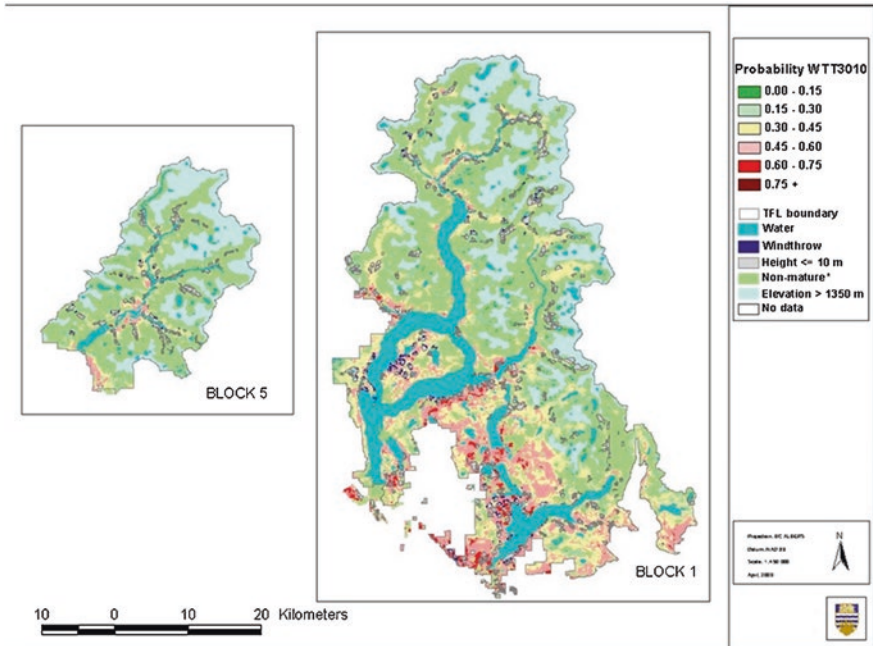 BLOCK 5
BLOCK 1
10 0 10 20 Kilometers
Probability WTT3010
0.00 - 0.15
0.15 - 0.30
0.30 - 0.45
0.45 - 0.60
0.60 - 0.75
0.75 +
TFL boundary
Water
Windthrow
Height <= 10 m
Non-mature*
Elevation > 1350 m
No data
N